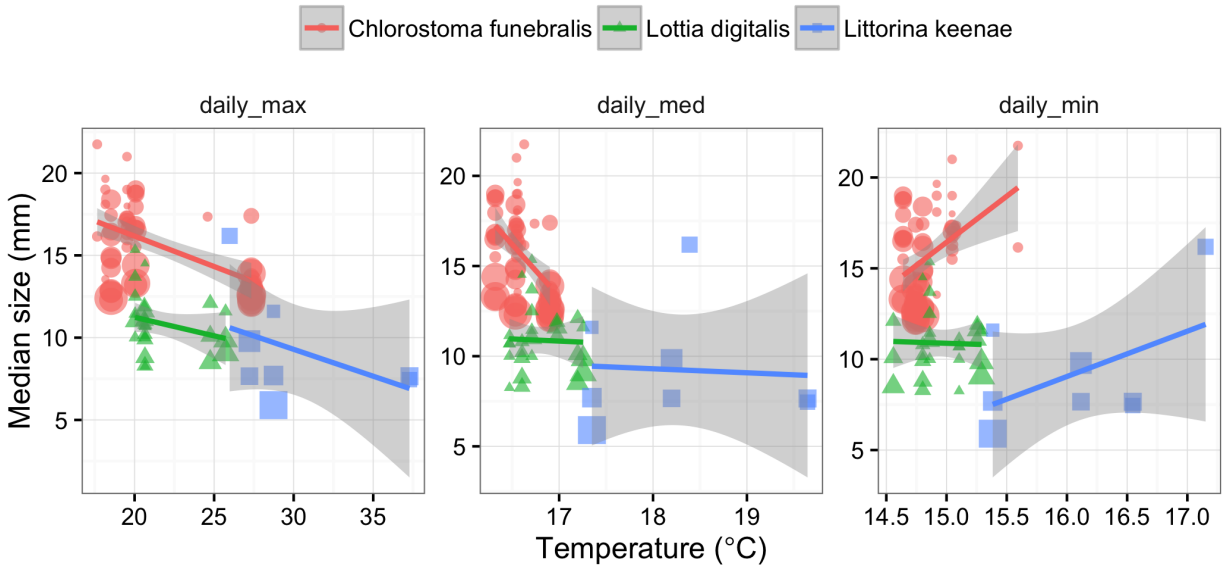 Chlorostoma funebralis Lottia digitalis Littorina keenae
daily_max daily_med daily_min
Median size (mm)
20 20 20
15 15 15
10 10 10
5 5 5
20 25 30 35 17 18 19 14.5 15.0 15.5 16.0 16.5 17.0
Temperature (°C)